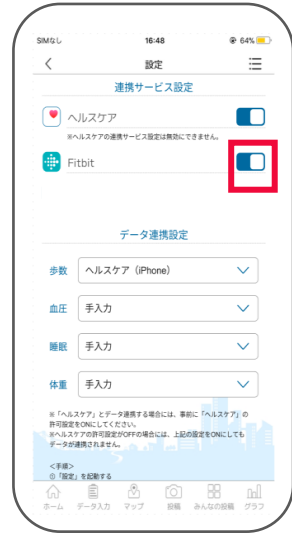 SIMなし 16:48 64%
設定
連携サービス設定
ヘルスケア
※ヘルスケアの連携サービス設定は無効にできません。
Fitbit
データ連携設定
歩数 ヘルスケア（iPhone）
血圧 手入力
睡眠 手入力
体重 手入力
※「ヘルスケア」とデータ連携する場合には、事前に「ヘルスケア」の
許可設定をONにしてください。
※ヘルスケアの許可設定がOFFの場合には、上記の設定をONにしても
データが連携されません。
<手順>
①「設定」を起動する
ホーム データ入力 マップ 投稿 みんなの投稿 グラフ